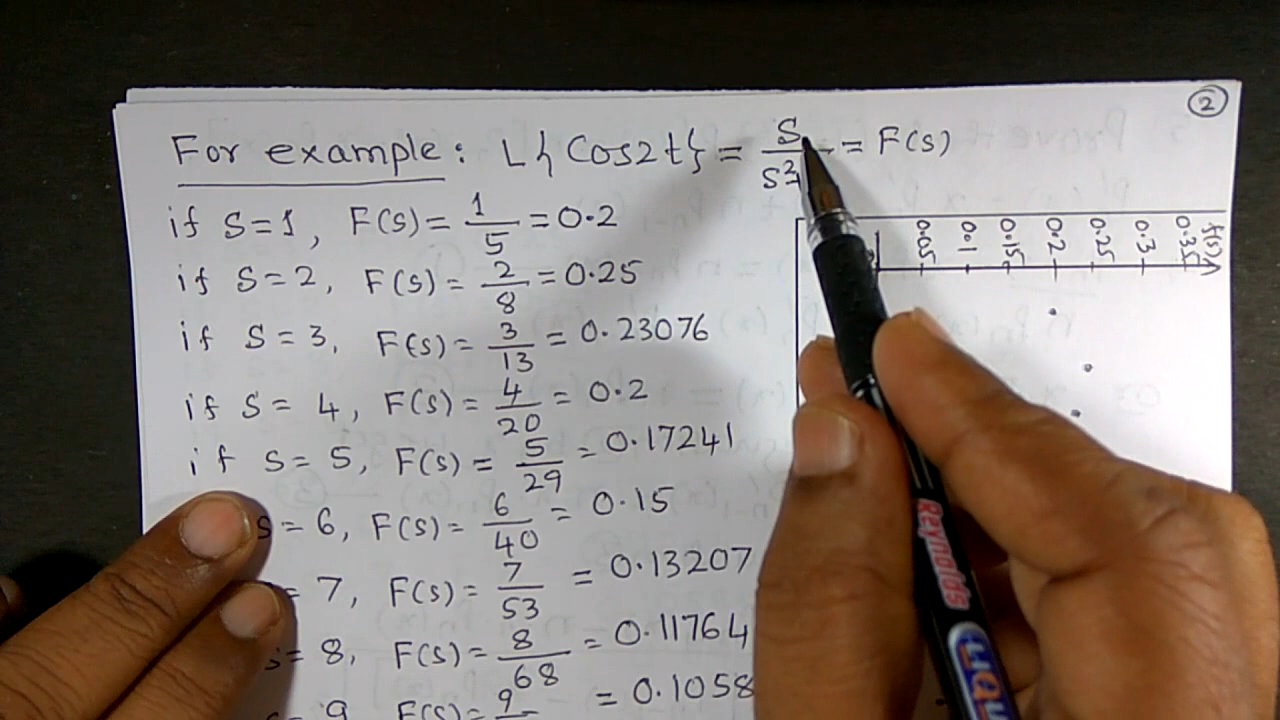 2
For example: L{Cos2t} = S/S² = F(S)
if S=1, F(S)= 1/5 =0.2
if S=2, F(S)= 2/8 =0.25
if S=3, F(S)= 3/13 = 0.23076
if S= 4, F(S)= 4/20 = 0.2
if S= 5, F(S)= 5/29 =0.17241
S= 6, F(S)= 6/40 = 0.15
= 7, F(S)= 7/53 = 0.13207
S= 8, F(S)= 8/68 = 0.11764
9 F(S)= 9 = 0.1058
f(s)
0.35
0.3
0.25
0.2
0.15
0.1
0.05
Reynolds
LIQU